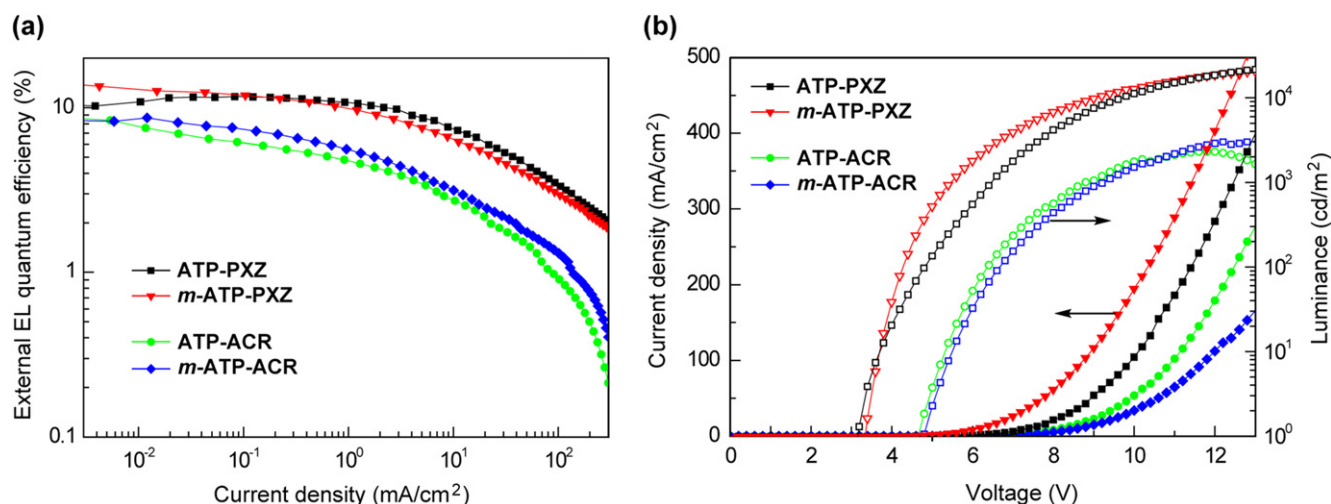 (a)
External EL quantum efficiency (%)
10
1
0.1
ATP-PXZ
m-ATP-PXZ
ATP-ACR
m-ATP-ACR
10⁻² 10⁻¹ 10⁰ 10¹ 10²
Current density (mA/cm²)
(b)
Current density (mA/cm²)
500
400
300
200
100
0
ATP-PXZ
m-ATP-PXZ
ATP-ACR
m-ATP-ACR
10⁴
10³
10²
10¹
10⁰
Luminance (cd/m²)
0 2 4 6 8 10 12
Voltage (V)